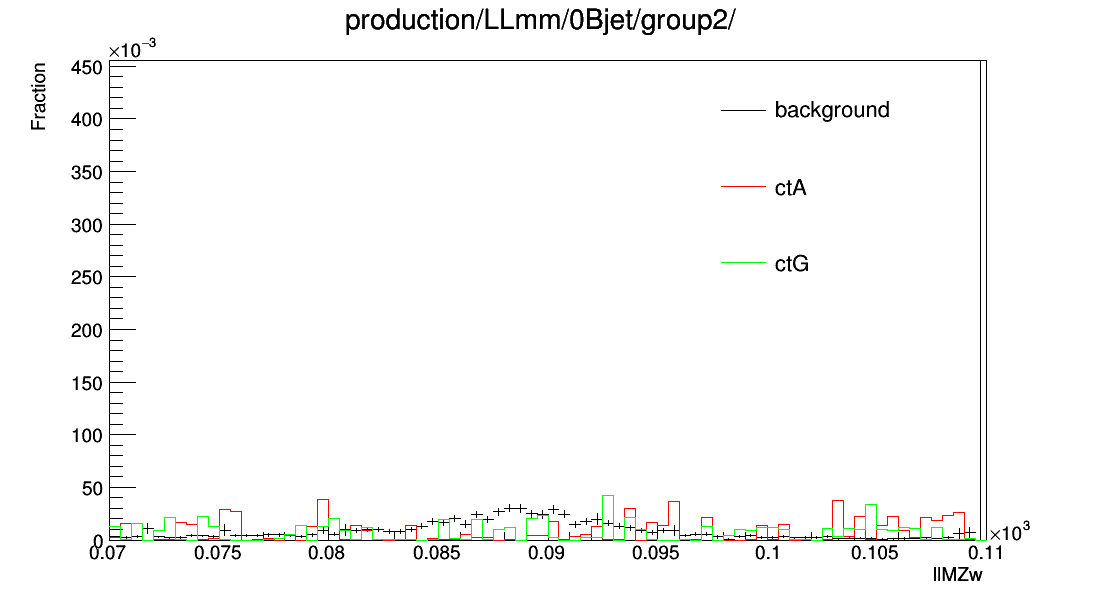 production/LLmm/0Bjet/group2/
×10⁻³
Fraction
450
400
350
300
250
200
150
100
50
0
background
ctA
ctG
0.07 0.075 0.08 0.085 0.09 0.095 0.1 0.105 0.11
×10³
llMZw